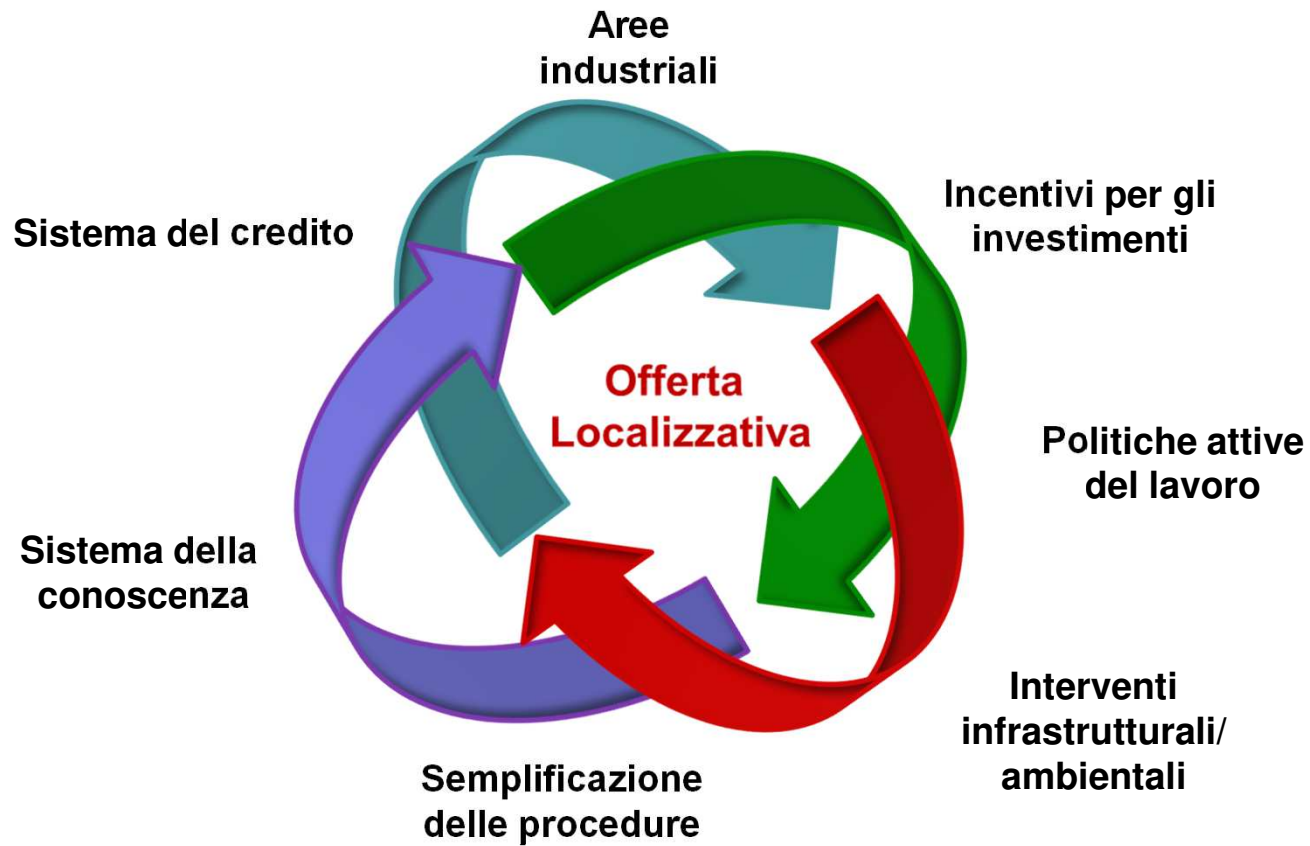 Aree
industriali
Incentivi per gli
investimenti
Sistema del credito
Offerta
Localizzativa
Politiche attive
del lavoro
Sistema della
conoscenza
Interventi
infrastrutturali/
ambientali
Semplificazione
delle procedure